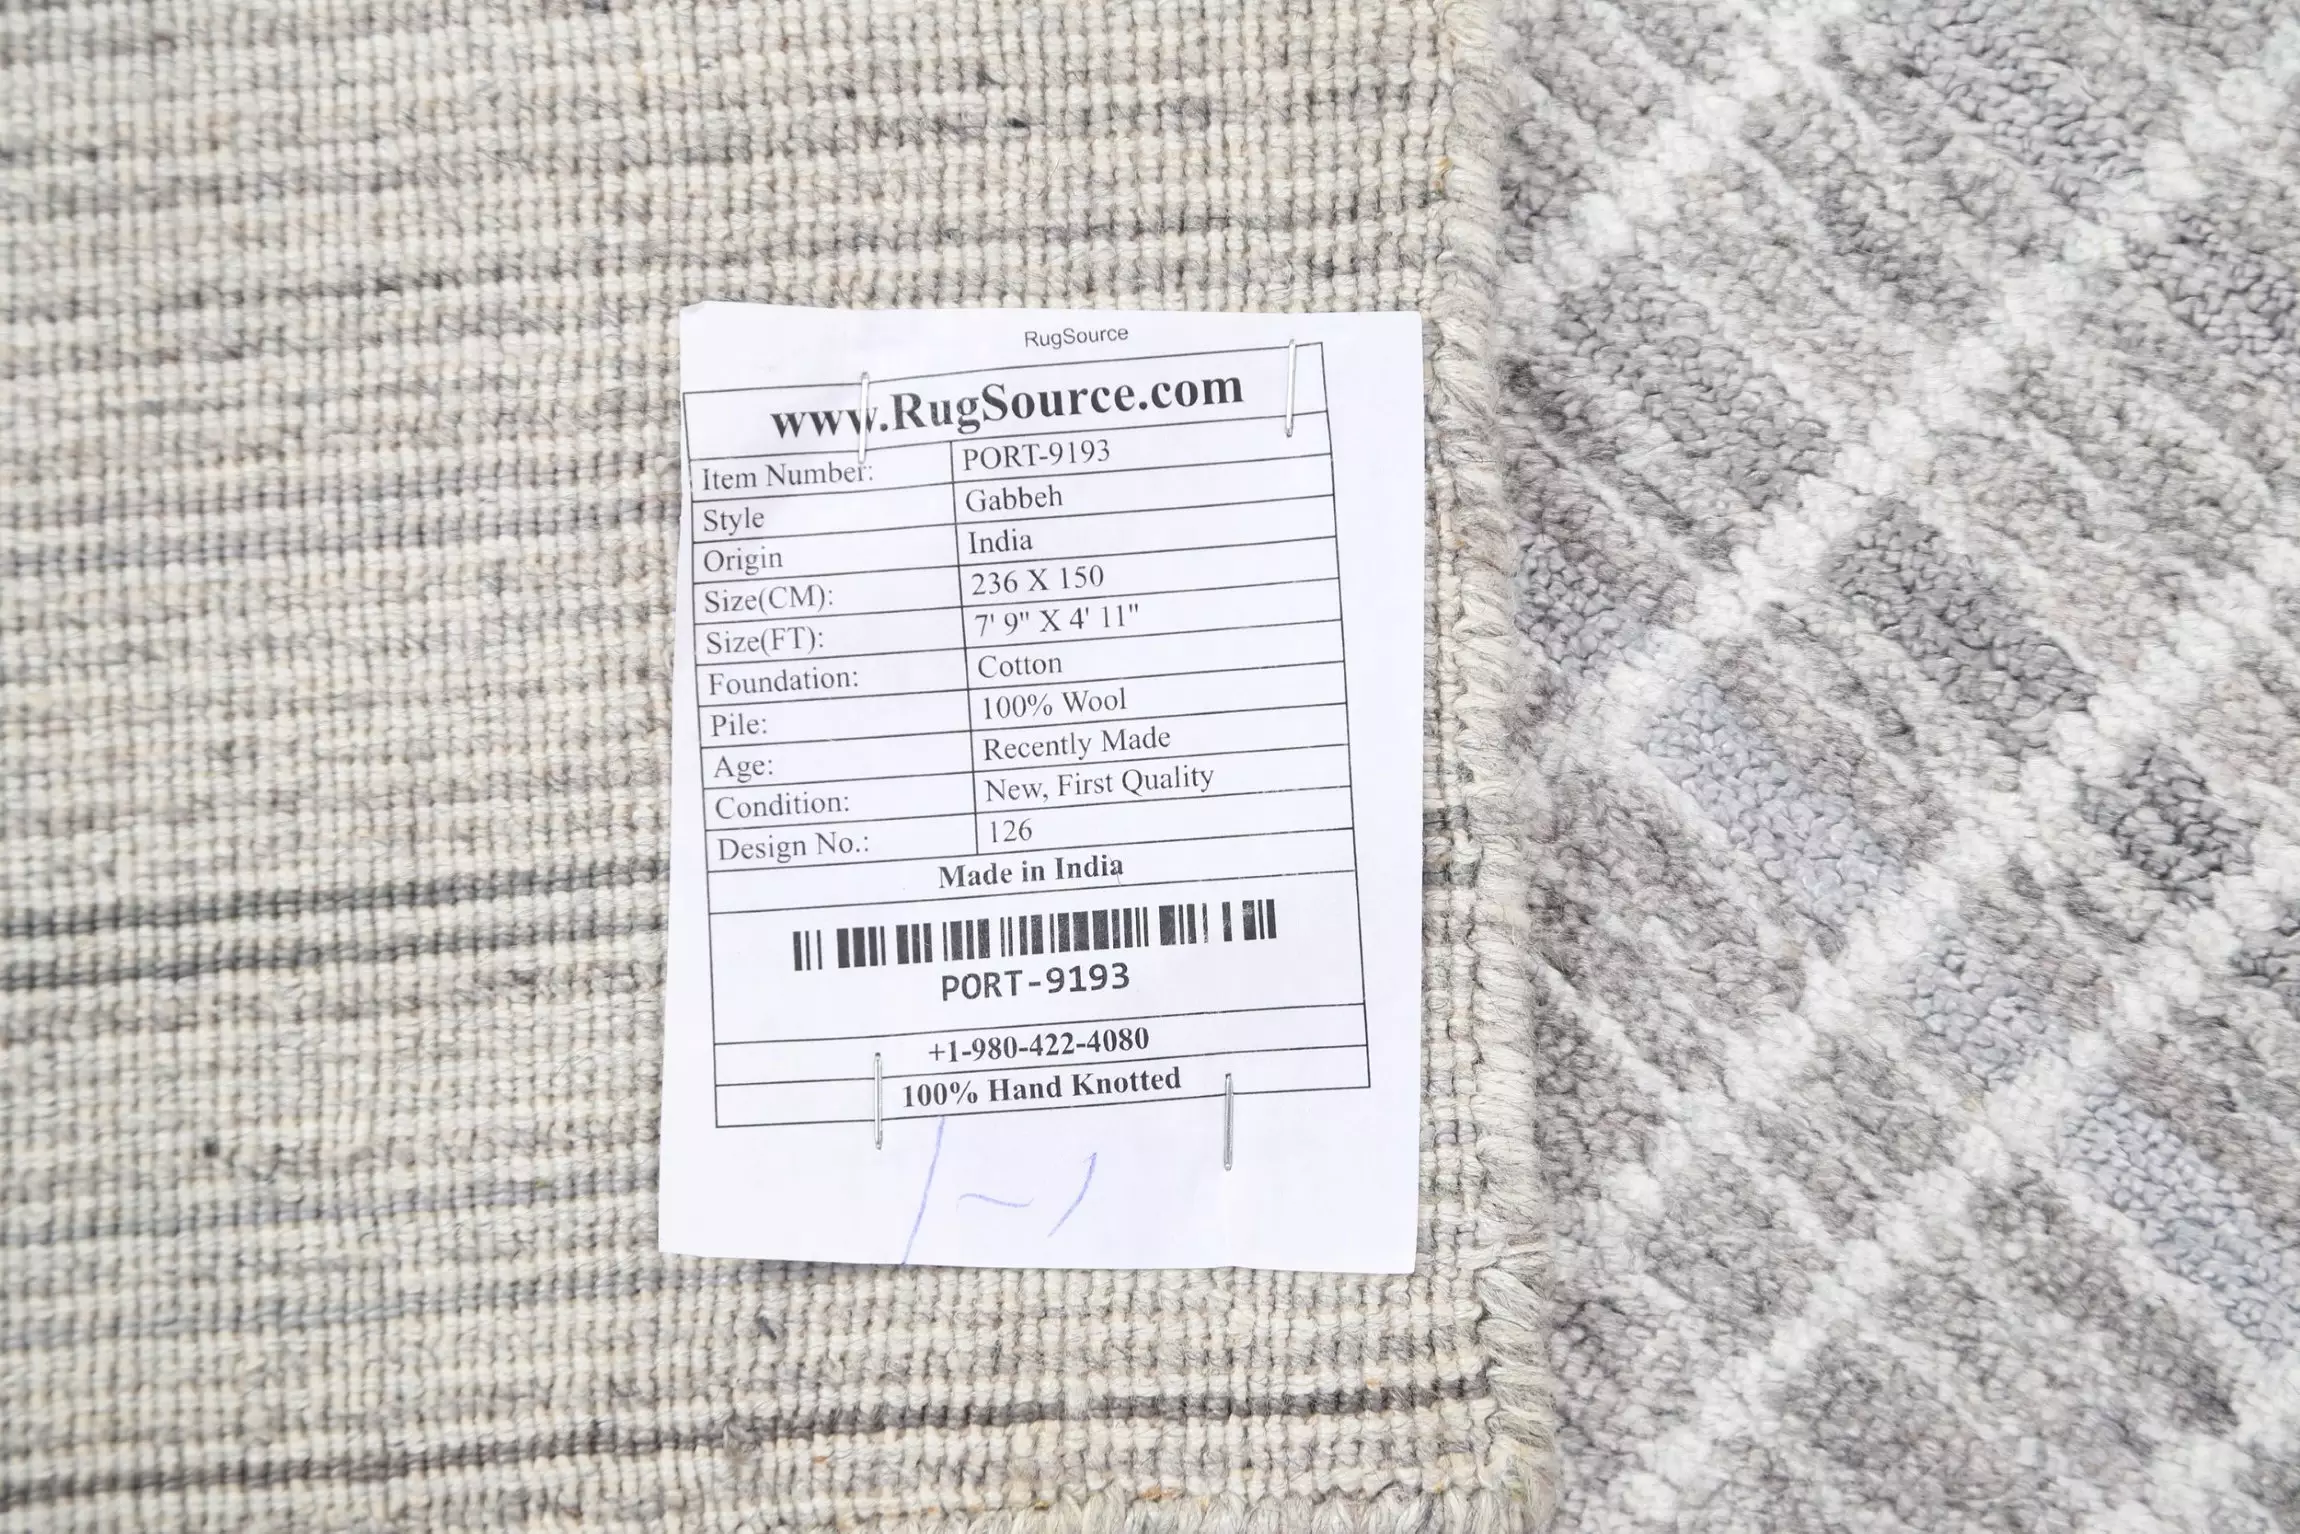 RugSource
www.RugSource.com
Item Number: PORT-9193
Style Gabbeh
Origin India
Size(CM): 236 X 150
Size(FT): 7' 9" X 4' 11"
Foundation: Cotton
Pile: 100% Wool
Age: Recently Made
Condition: New, First Quality
Design No.: 126
Made in India
PORT-9193
+1-980-422-4080
100% Hand Knotted